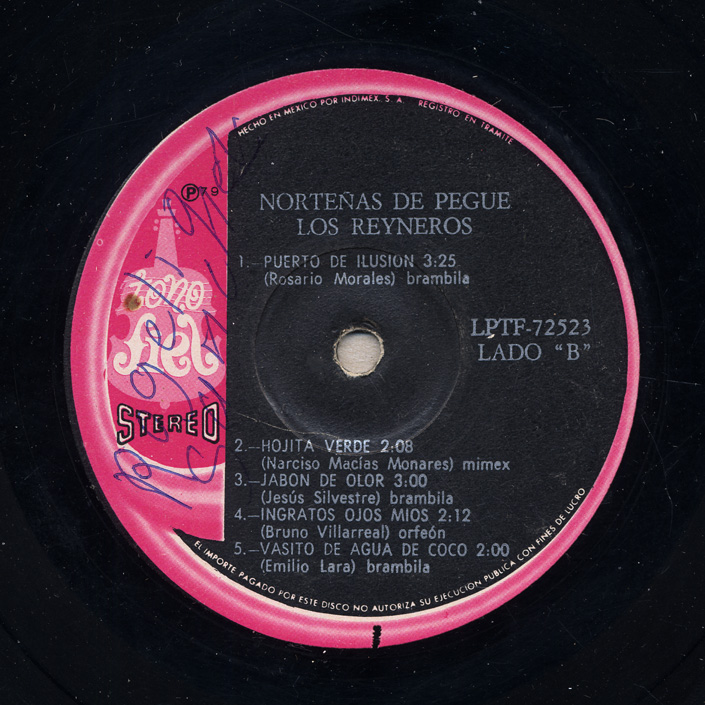 HECHO EN MEXICO POR INDIMEX, S. A. REGISTRO EN TRAMITE
Ⓟ79
NORTEÑAS DE PEGUE
LOS REYNEROS
1.—PUERTO DE ILUSION 3:25
(Rosario Morales) brambila
Tono
Fiel
STEREO
LPTF-72523
LADO "B"
2.—HOJITA VERDE 2:08
(Narciso Macías Monares) mimex
3.—JABON DE OLOR 3:00
(Jesús Silvestre) brambila
4.—INGRATOS OJOS MIOS 2:12
(Bruno Villarreal) orfeón
5.—VASITO DE AGUA DE COCO 2:00
(Emilio Lara) brambila
EL IMPORTE PAGADO POR ESTE DISCO NO AUTORIZA SU EJECUCION PUBLICA CON FINES DE LUCRO